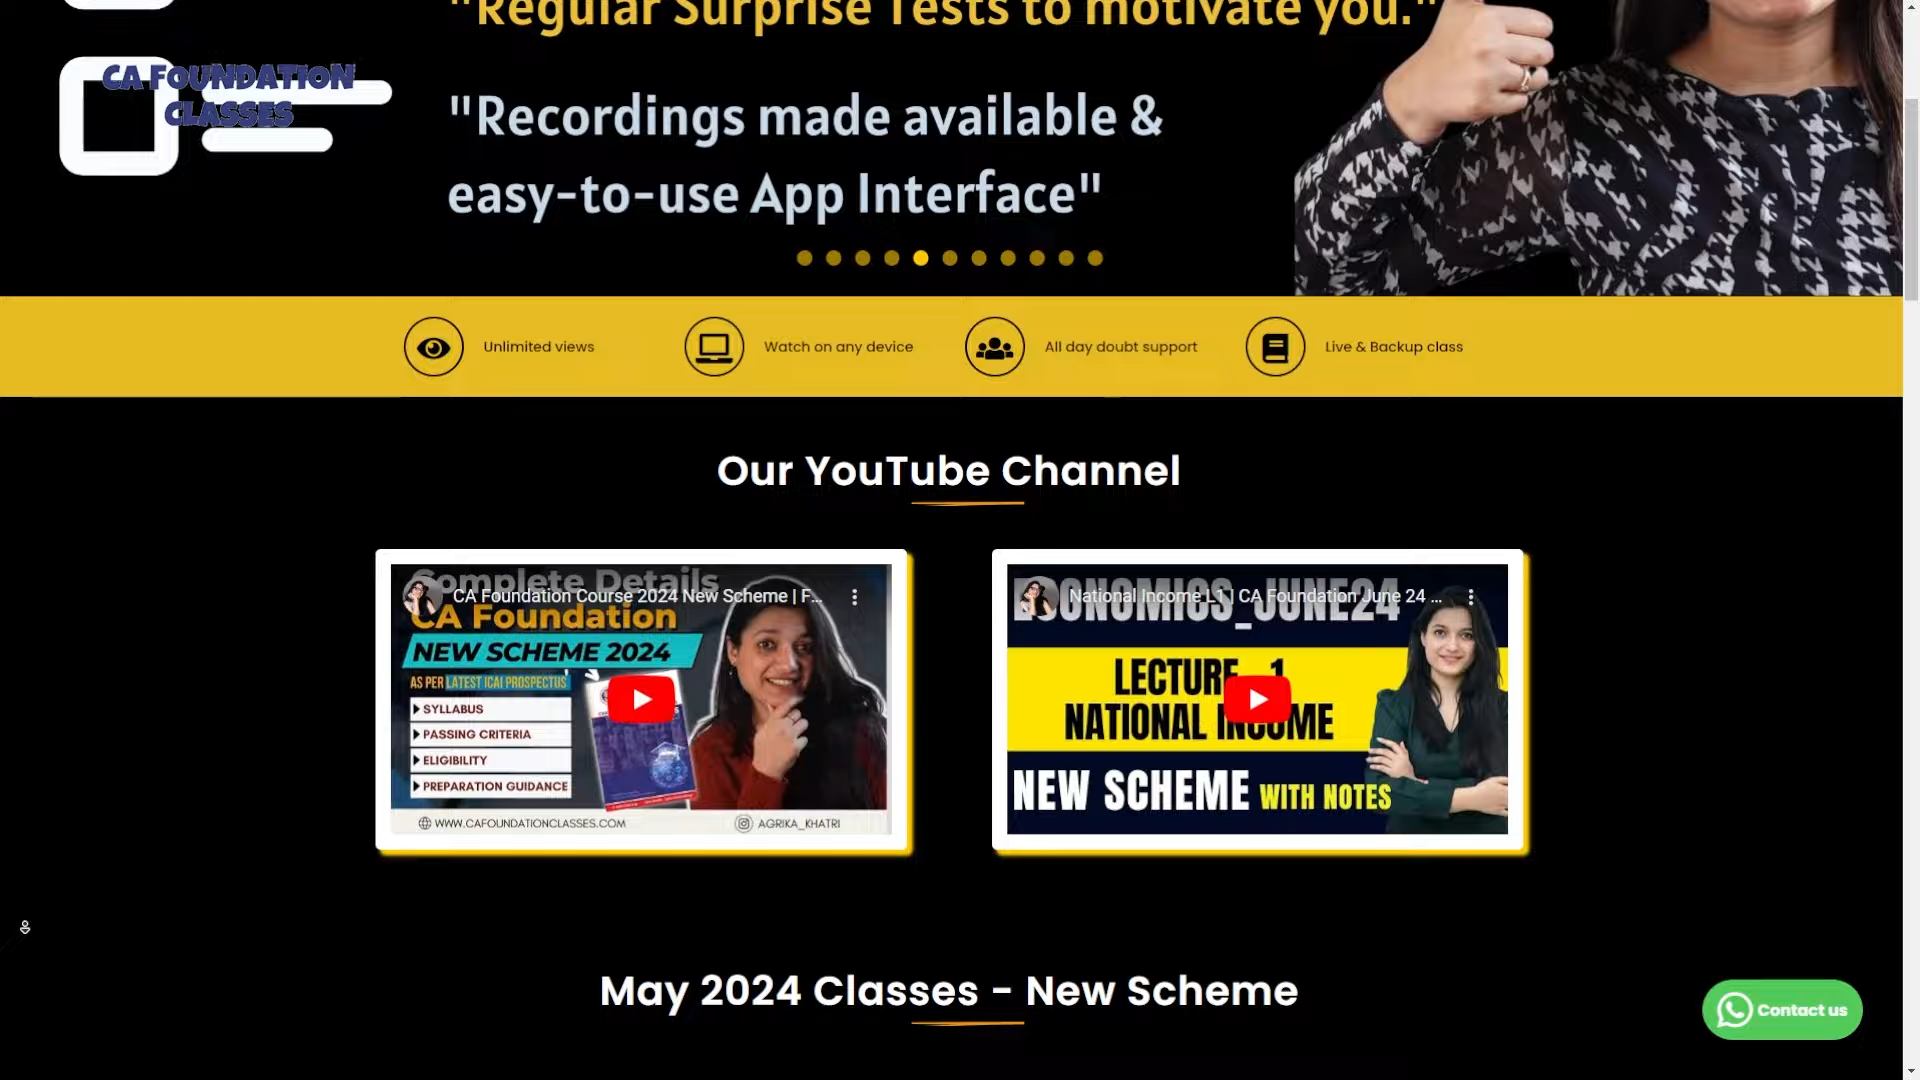 "Regular Surprise Tests to motivate you."
CA FOUNDATION
CLASSES
"Recordings made available &
easy-to-use App Interface"
Unlimited views
Watch on any device
All day doubt support
Live & Backup class
Our YouTube Channel
Complete Details
CA Foundation Course 2024 New Scheme | F...
CA Foundation
NEW SCHEME 2024
AS PER LATEST ICAI PROSPECTUS
SYLLABUS
PASSING CRITERIA
ELIGIBILITY
PREPARATION GUIDANCE
WWW.CAFOUNDATIONCLASSES.COM
AGRIKA_KHATRI
ECONOMICS_JUNE24
National Income L1 | CA Foundation June 24 ...
LECTURE - 1
NATIONAL INCOME
NEW SCHEME WITH NOTES
May 2024 Classes - New Scheme
Contact us